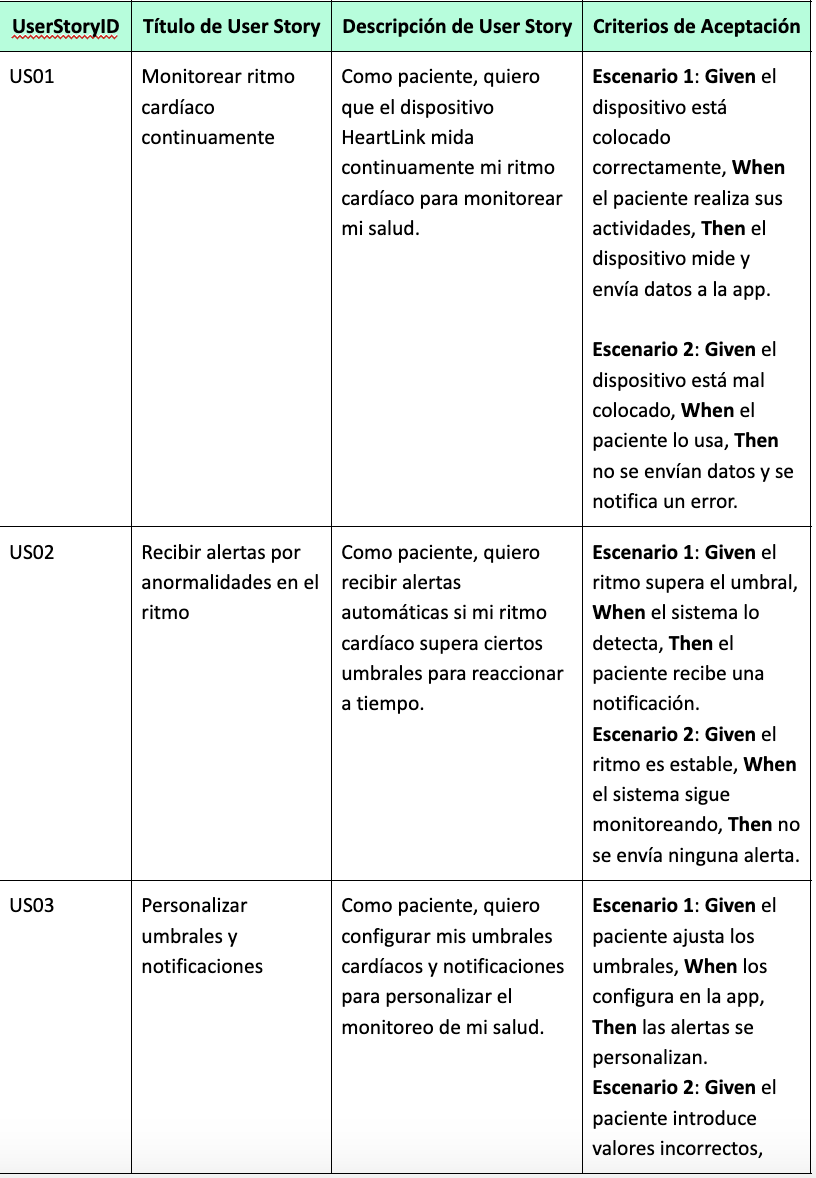 UserStoryID
Título de User Story
Descripción de User Story
Criterios de Aceptación
US01
Monitorear ritmo
cardíaco
continuamente
Como paciente, quiero
que el dispositivo
HeartLink mida
continuamente mi ritmo
cardíaco para monitorear
mi salud.
Escenario 1: Given el
dispositivo está
colocado
correctamente, When
el paciente realiza sus
actividades, Then el
dispositivo mide y
envía datos a la app.
Escenario 2: Given el
dispositivo está mal
colocado, When el
paciente lo usa, Then
no se envían datos y se
notifica un error.
US02
Recibir alertas por
anormalidades en el
ritmo
Como paciente, quiero
recibir alertas
automáticas si mi ritmo
cardíaco supera ciertos
umbrales para reaccionar
a tiempo.
Escenario 1: Given el
ritmo supera el umbral,
When el sistema lo
detecta, Then el
paciente recibe una
notificación.
Escenario 2: Given el
ritmo es estable, When
el sistema sigue
monitoreando, Then no
se envía ninguna alerta.
US03
Personalizar
umbrales y
notificaciones
Como paciente, quiero
configurar mis umbrales
cardíacos y notificaciones
para personalizar el
monitoreo de mi salud.
Escenario 1: Given el
paciente ajusta los
umbrales, When los
configura en la app,
Then las alertas se
personalizan.
Escenario 2: Given el
paciente introduce
valores incorrectos,